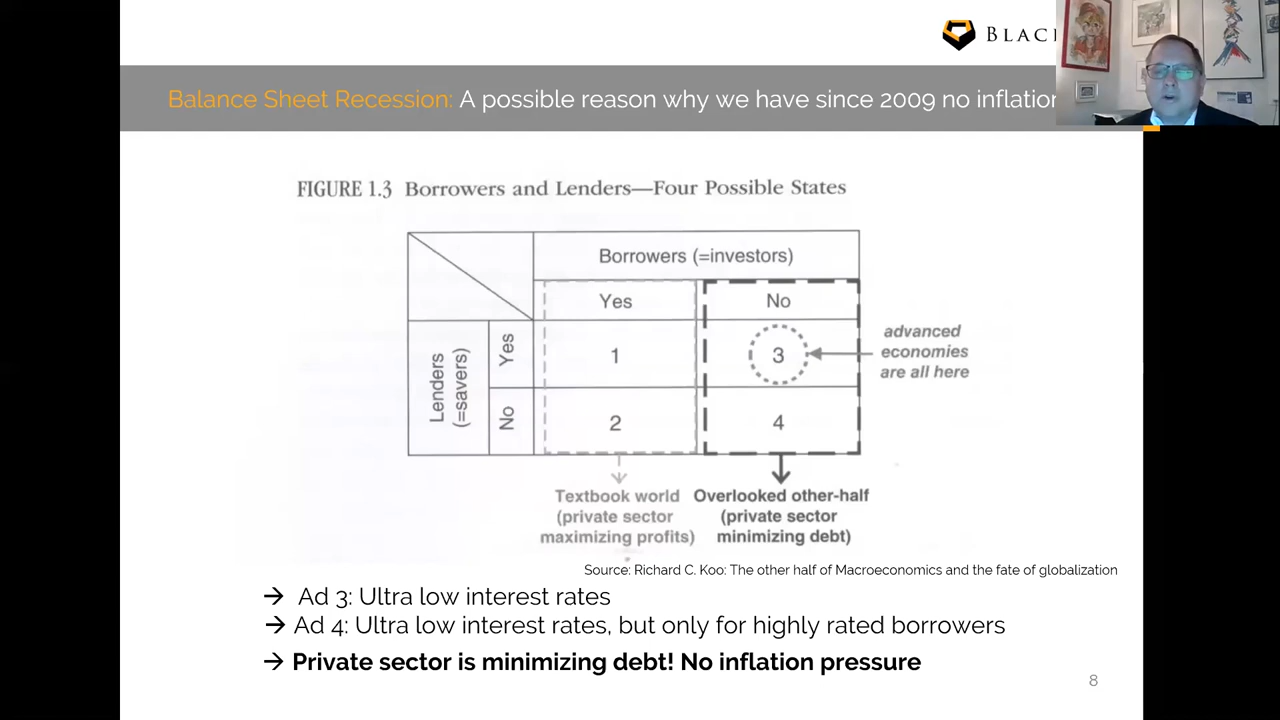 BLAC
Balance Sheet Recession: A possible reason why we have since 2009 no inflation
FIGURE 1.3 Borrowers and Lenders—Four Possible States
Borrowers (=investors)
Yes
No
Lenders
(=savers)
Yes
1
3
No
2
4
advanced
economies
are all here
Textbook world
(private sector
maximizing profits)
Overlooked other-half
(private sector
minimizing debt)
Source: Richard C. Koo: The other half of Macroeconomics and the fate of globalization
→ Ad 3: Ultra low interest rates
→ Ad 4: Ultra low interest rates, but only for highly rated borrowers
→ Private sector is minimizing debt! No inflation pressure
8